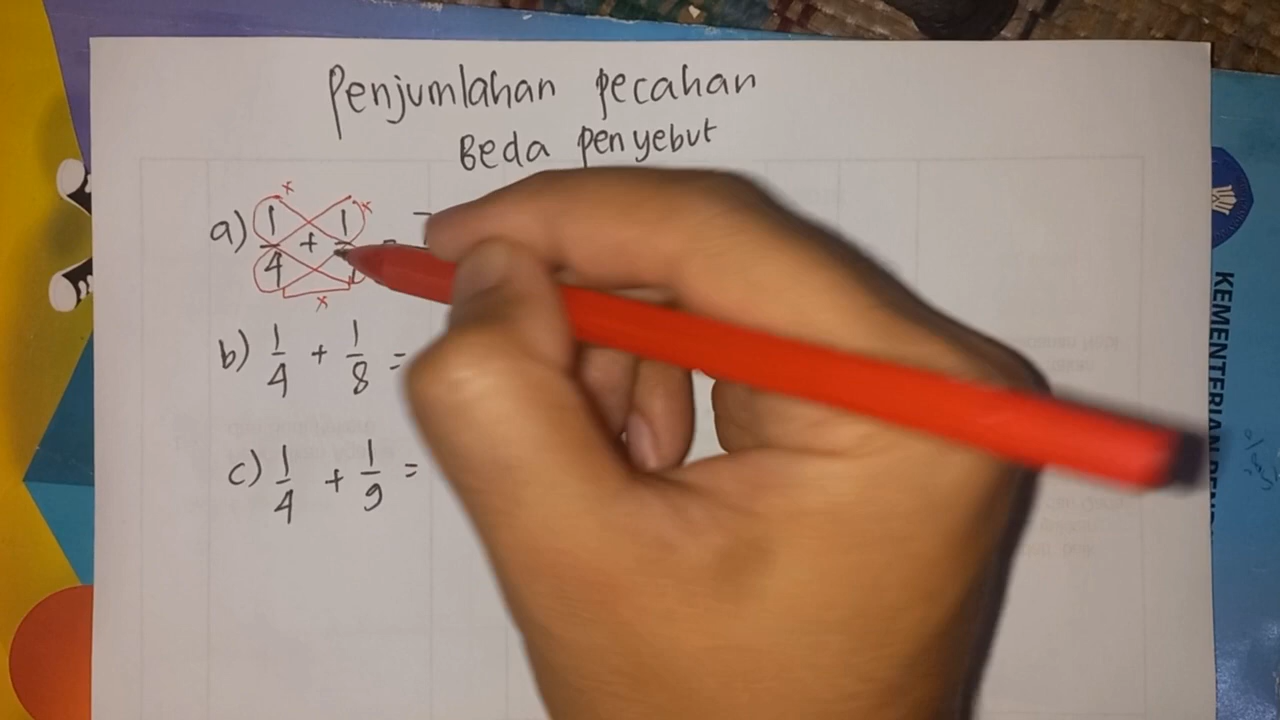 Penjumlahan pecahan
Beda penyebut
a) 1/4 + 1/
b) 1/4 + 1/8 =
c) 1/4 + 1/9 =
KEMENTERIAN